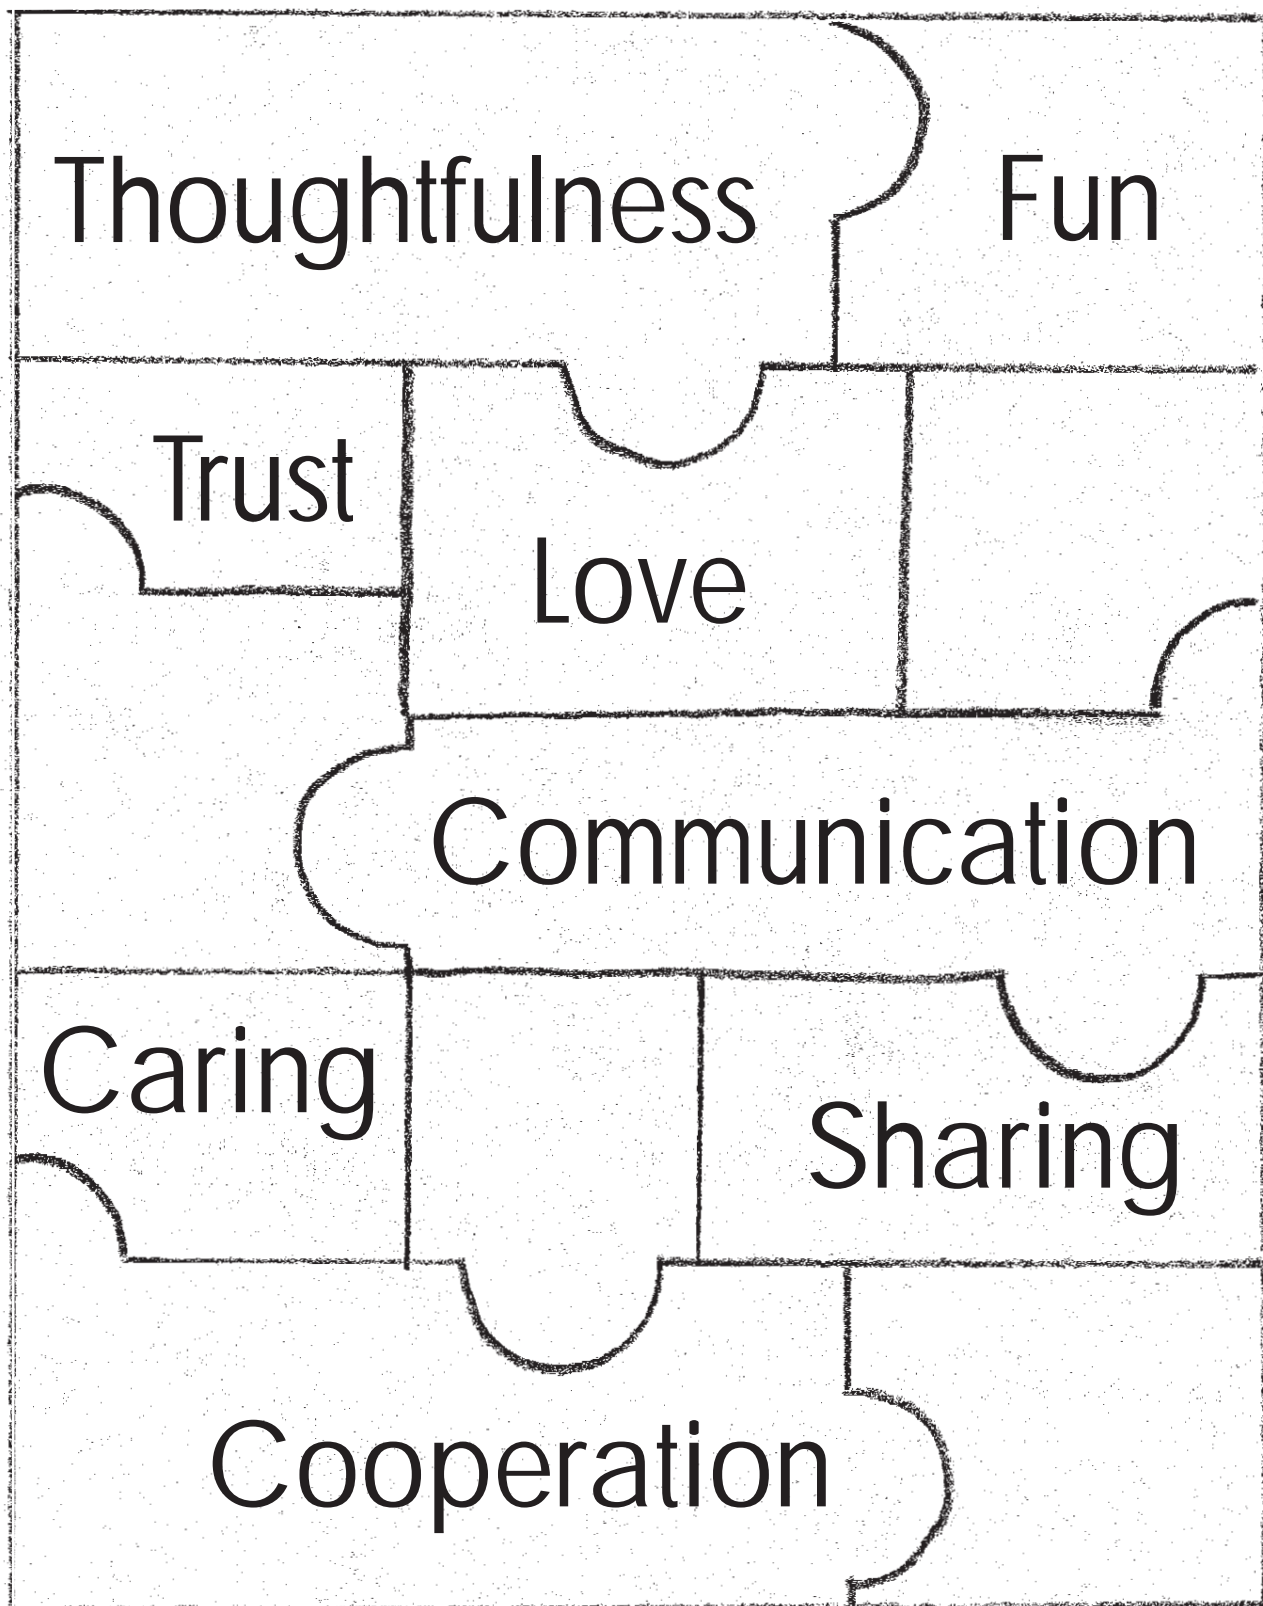 Thoughtfulness
Fun
Trust
Love
Communication
Caring
Sharing
Cooperation